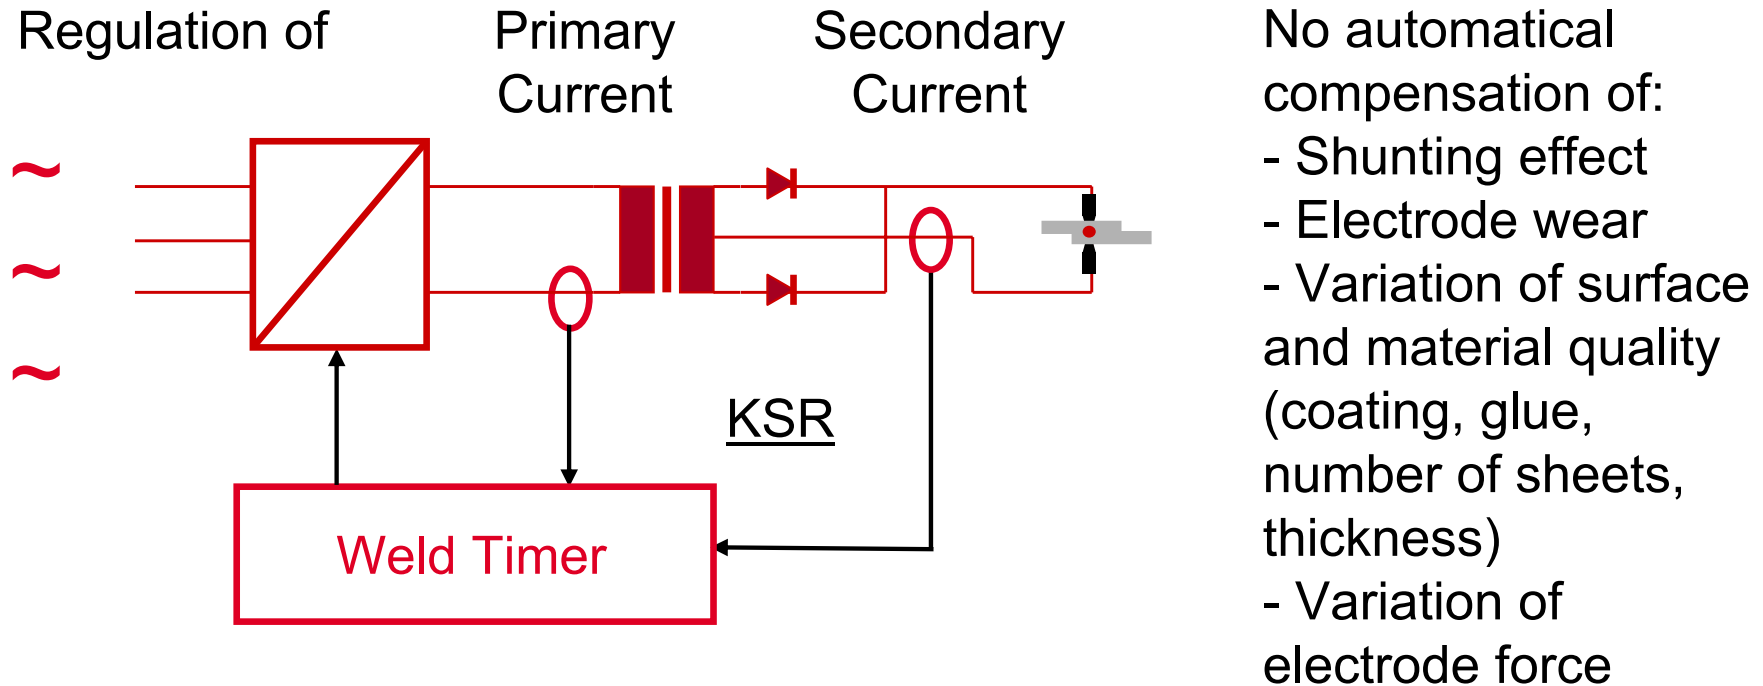 Regulation of
Primary
Current
Secondary
Current
~
~
~
KSR
Weld Timer
No automatical
compensation of:
- Shunting effect
- Electrode wear
- Variation of surface
and material quality
(coating, glue,
number of sheets,
thickness)
- Variation of
electrode force